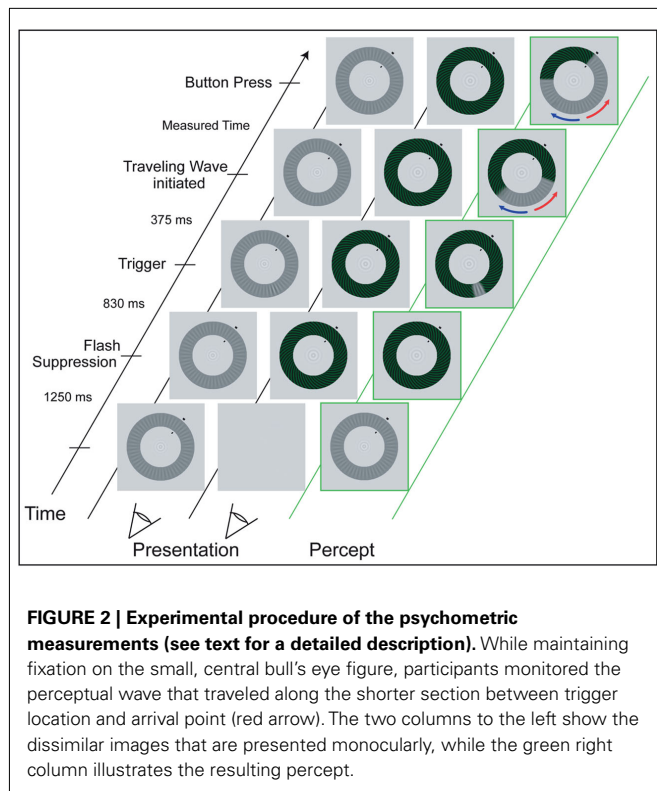 Button Press
Measured Time
Traveling Wave
initiated
375 ms
Trigger
830 ms
Flash
Suppression
1250 ms
Time
Presentation
Percept
FIGURE 2 | Experimental procedure of the psychometric
measurements (see text for a detailed description). While maintaining
fixation on the small, central bull's eye figure, participants monitored the
perceptual wave that traveled along the shorter section between trigger
location and arrival point (red arrow). The two columns to the left show the
dissimilar images that are presented monocularly, while the green right
column illustrates the resulting percept.